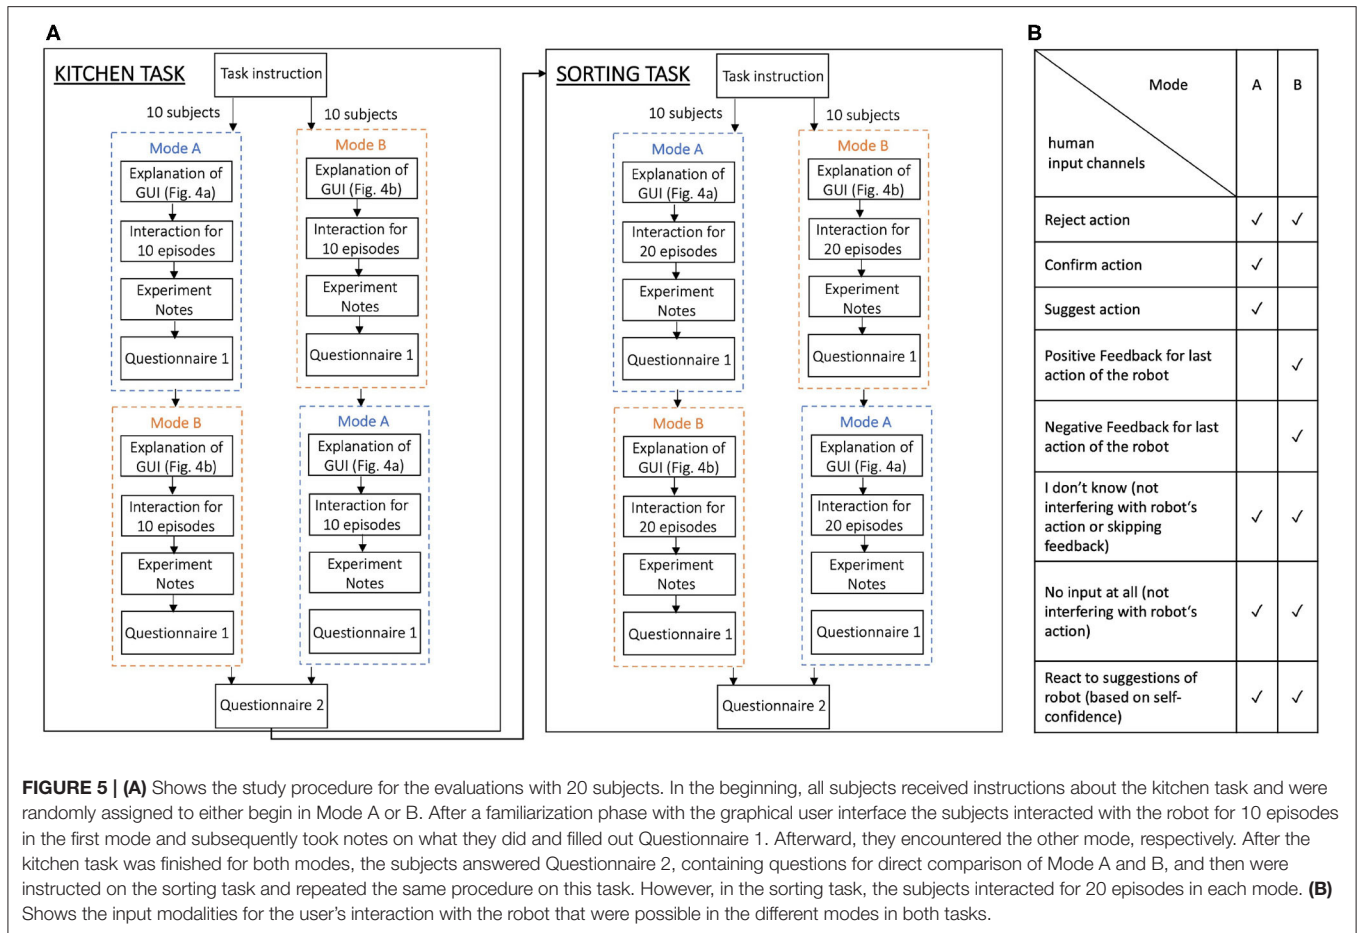 A
KITCHEN TASK
Task instruction
10 subjects
10 subjects
Mode A
Explanation of
GUI (Fig. 4a)
Interaction for
10 episodes
Experiment
Notes
Questionnaire 1
Mode B
Explanation of
GUI (Fig. 4b)
Interaction for
10 episodes
Experiment
Notes
Questionnaire 1
Mode B
Explanation of
GUI (Fig. 4b)
Interaction for
10 episodes
Experiment
Notes
Questionnaire 1
Mode A
Explanation of
GUI (Fig. 4a)
Interaction for
10 episodes
Experiment
Notes
Questionnaire 1
Questionnaire 2
SORTING TASK
Task instruction
10 subjects
10 subjects
Mode A
Explanation of
GUI (Fig. 4a)
Interaction for
20 episodes
Experiment
Notes
Questionnaire 1
Mode B
Explanation of
GUI (Fig. 4b)
Interaction for
20 episodes
Experiment
Notes
Questionnaire 1
Mode B
Explanation of
GUI (Fig. 4b)
Interaction for
20 episodes
Experiment
Notes
Questionnaire 1
Mode A
Explanation of
GUI (Fig. 4a)
Interaction for
20 episodes
Experiment
Notes
Questionnaire 1
Questionnaire 2
B
Mode A B
human
input channels
Reject action ✓ ✓
Confirm action ✓
Suggest action ✓
Positive Feedback for last
action of the robot ✓
Negative Feedback for last
action of the robot ✓
I don't know (not
interfering with robot's
action or skipping
feedback) ✓ ✓
No input at all (not
interfering with robot's
action) ✓ ✓
React to suggestions of
robot (based on self-
confidence) ✓ ✓
FIGURE 5 | (A) Shows the study procedure for the evaluations with 20 subjects. In the beginning, all subjects received instructions about the kitchen task and were
randomly assigned to either begin in Mode A or B. After a familiarization phase with the graphical user interface the subjects interacted with the robot for 10 episodes
in the first mode and subsequently took notes on what they did and filled out Questionnaire 1. Afterward, they encountered the other mode, respectively. After the
kitchen task was finished for both modes, the subjects answered Questionnaire 2, containing questions for direct comparison of Mode A and B, and then were
instructed on the sorting task and repeated the same procedure on this task. However, in the sorting task, the subjects interacted for 20 episodes in each mode. (B)
Shows the input modalities for the user's interaction with the robot that were possible in the different modes in both tasks.